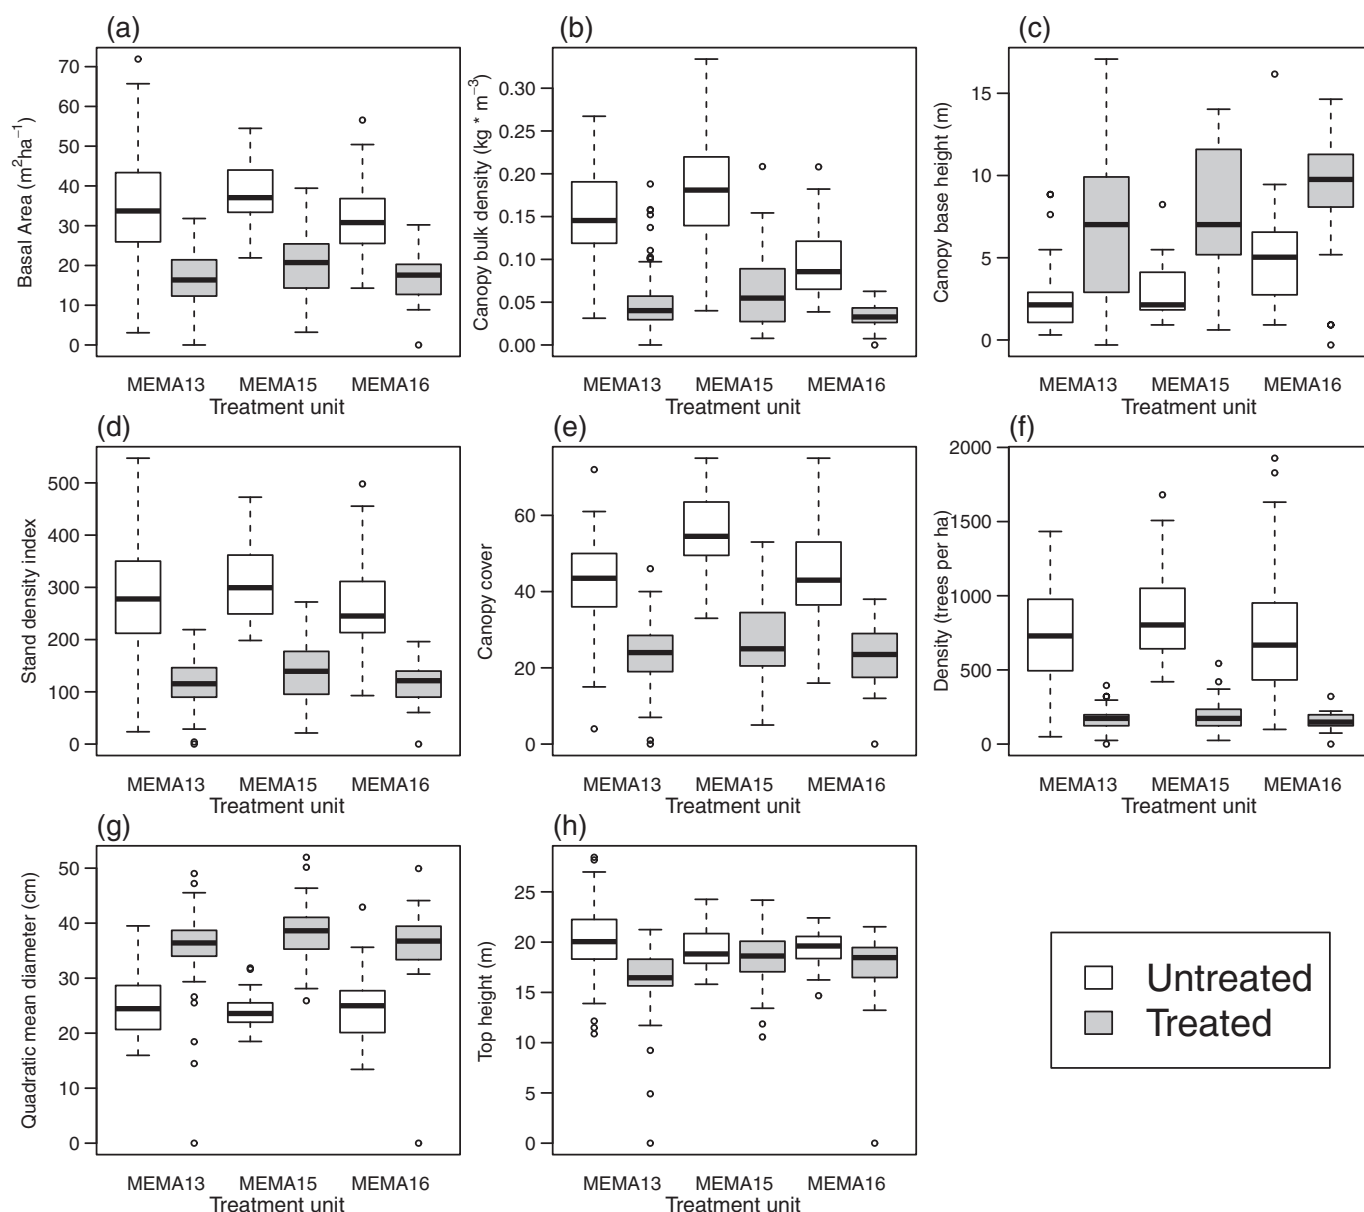 (a)
Basal Area (m²ha⁻¹)
70
60
50
40
30
20
10
0
MEMA13 MEMA15 MEMA16
Treatment unit
(b)
Canopy bulk density (kg * m⁻³)
0.30
0.25
0.20
0.15
0.10
0.05
0.00
MEMA13 MEMA15 MEMA16
Treatment unit
(c)
Canopy base height (m)
15
10
5
0
MEMA13 MEMA15 MEMA16
Treatment unit
(d)
Stand density index
500
400
300
200
100
0
MEMA13 MEMA15 MEMA16
Treatment unit
(e)
Canopy cover
60
40
20
0
MEMA13 MEMA15 MEMA16
Treatment unit
(f)
Density (trees per ha)
2000
1500
1000
500
0
MEMA13 MEMA15 MEMA16
Treatment unit
(g)
Quadratic mean diameter (cm)
50
40
30
20
10
0
MEMA13 MEMA15 MEMA16
Treatment unit
(h)
Top height (m)
25
20
15
10
5
0
MEMA13 MEMA15 MEMA16
Treatment unit
Untreated
Treated